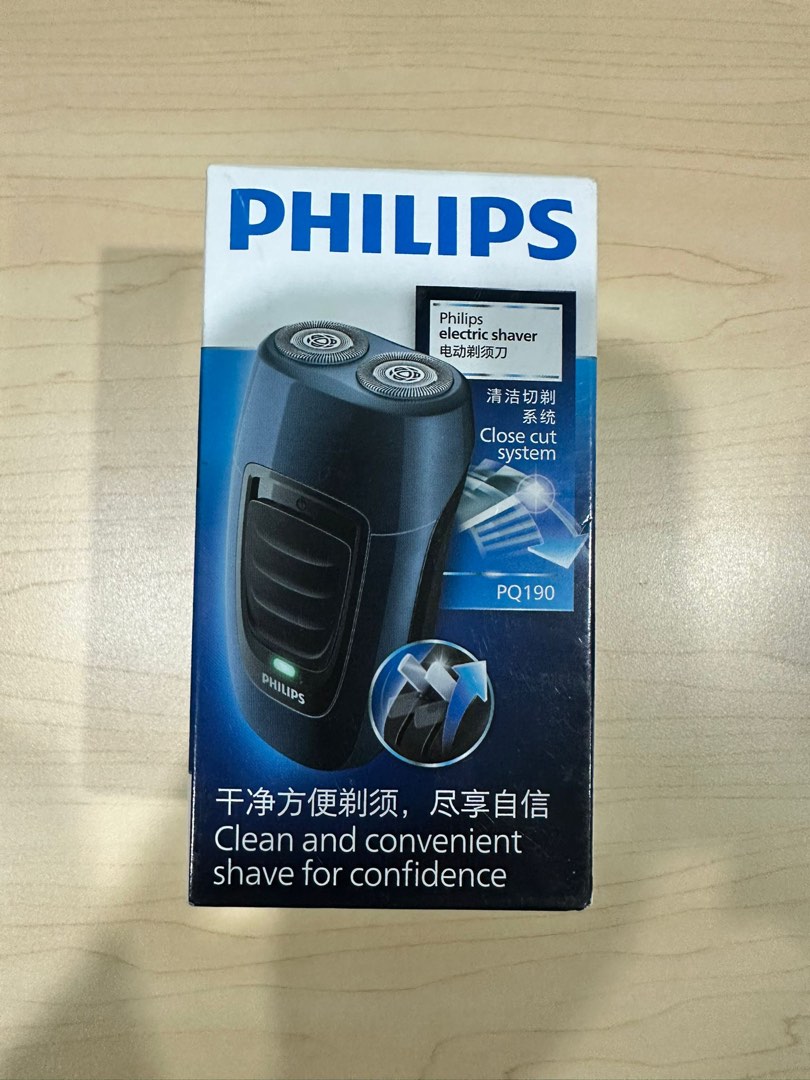 PHILIPS
Philips
electric shaver
电动剃须刀
清洁切剃
系统
Close cut
system
PQ190
PHILIPS
干净方便剃须，尽享自信
Clean and convenient
shave for confidence